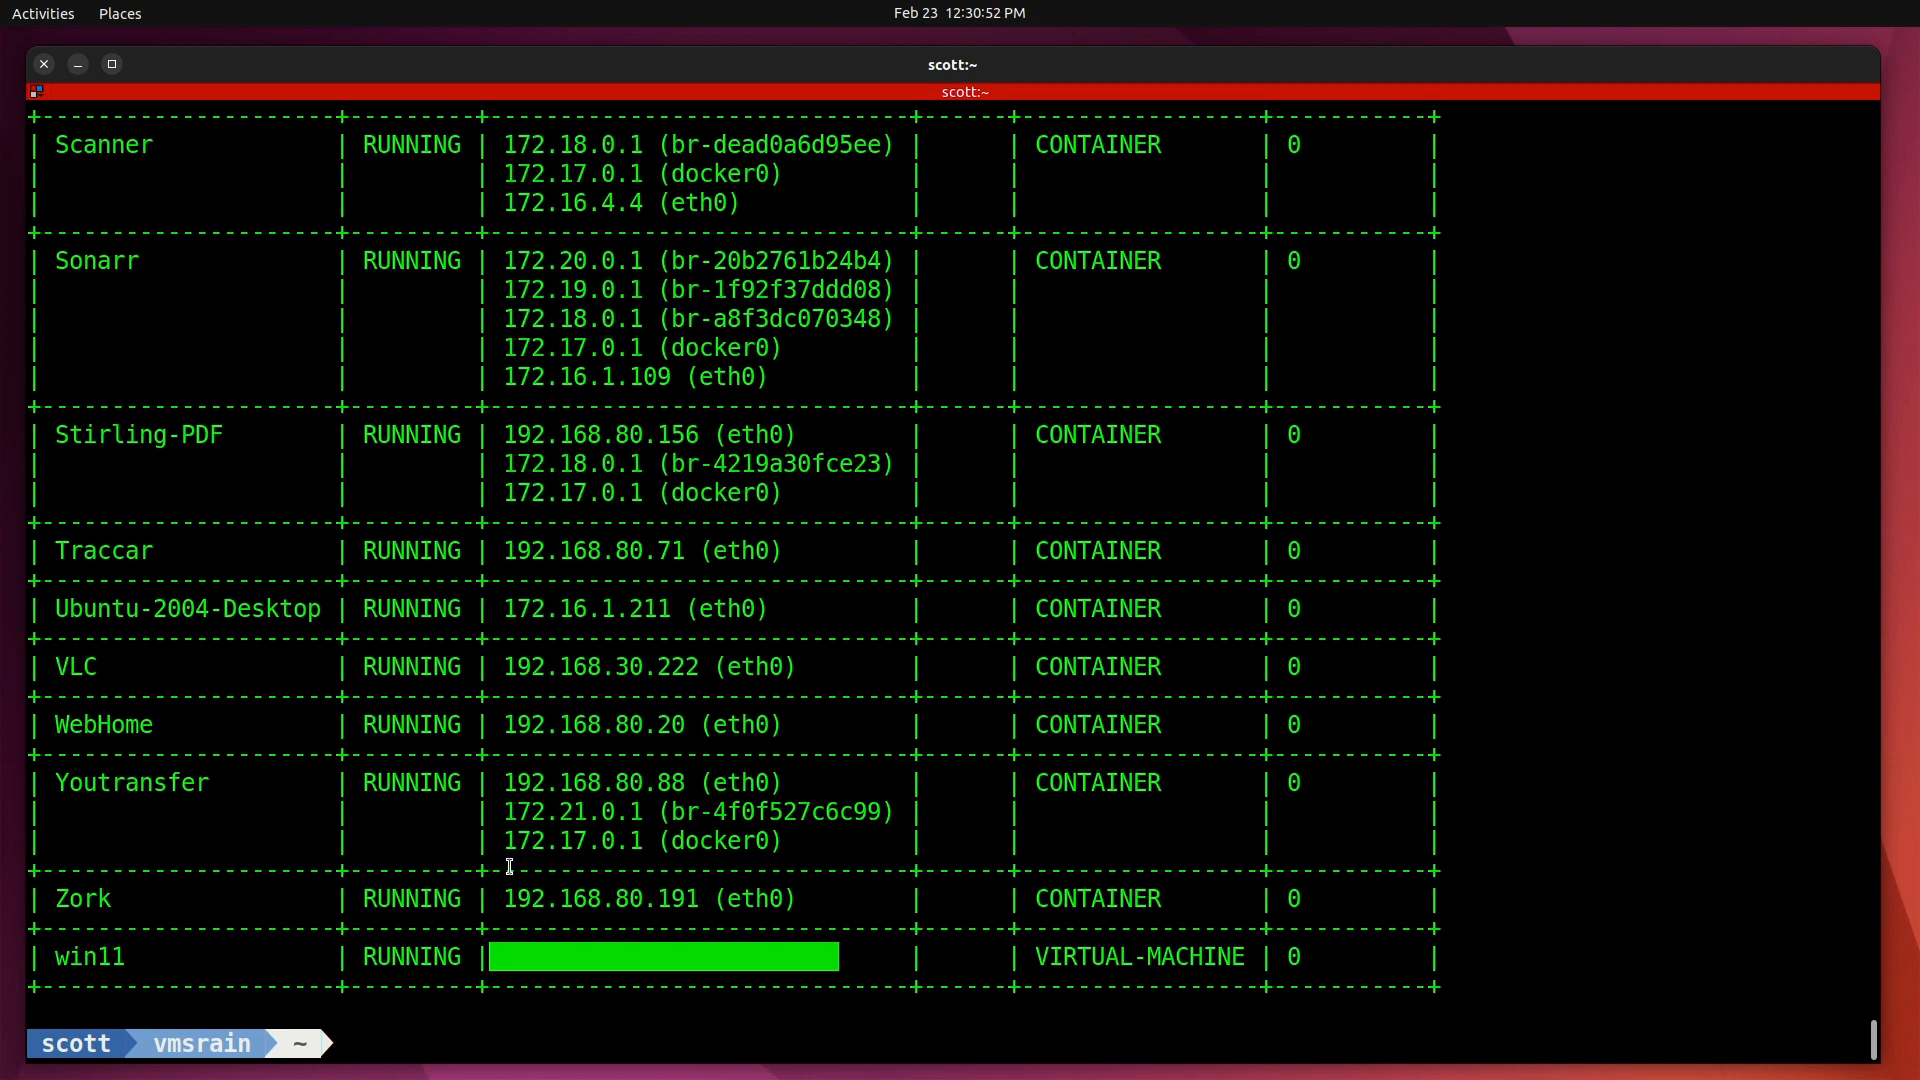 Activities Places Feb 23 12:30:52 PM
scott:~
scott:~
+----------------------+---------+------------------------------+------+-----------------+-----------+
| Scanner | RUNNING | 172.18.0.1 (br-dead0a6d95ee) | | CONTAINER | 0 |
| | | 172.17.0.1 (docker0) | | | |
| | | 172.16.4.4 (eth0) | | | |
+----------------------+---------+------------------------------+------+-----------------+-----------+
| Sonarr | RUNNING | 172.20.0.1 (br-20b2761b24b4) | | CONTAINER | 0 |
| | | 172.19.0.1 (br-1f92f37ddd08) | | | |
| | | 172.18.0.1 (br-a8f3dc070348) | | | |
| | | 172.17.0.1 (docker0) | | | |
| | | 172.16.1.109 (eth0) | | | |
+----------------------+---------+------------------------------+------+-----------------+-----------+
| Stirling-PDF | RUNNING | 192.168.80.156 (eth0) | | CONTAINER | 0 |
| | | 172.18.0.1 (br-4219a30fce23) | | | |
| | | 172.17.0.1 (docker0) | | | |
+----------------------+---------+------------------------------+------+-----------------+-----------+
| Traccar | RUNNING | 192.168.80.71 (eth0) | | CONTAINER | 0 |
+----------------------+---------+------------------------------+------+-----------------+-----------+
| Ubuntu-2004-Desktop | RUNNING | 172.16.1.211 (eth0) | | CONTAINER | 0 |
+----------------------+---------+------------------------------+------+-----------------+-----------+
| VLC | RUNNING | 192.168.30.222 (eth0) | | CONTAINER | 0 |
+----------------------+---------+------------------------------+------+-----------------+-----------+
| WebHome | RUNNING | 192.168.80.20 (eth0) | | CONTAINER | 0 |
+----------------------+---------+------------------------------+------+-----------------+-----------+
| Youtransfer | RUNNING | 192.168.80.88 (eth0) | | CONTAINER | 0 |
| | | 172.21.0.1 (br-4f0f527c6c99) | | | |
| | | 172.17.0.1 (docker0) | | | |
+----------------------+---------+------------------------------+------+-----------------+-----------+
| Zork | RUNNING | 192.168.80.191 (eth0) | | CONTAINER | 0 |
+----------------------+---------+------------------------------+------+-----------------+-----------+
| win11 | RUNNING | | | VIRTUAL-MACHINE | 0 |
+----------------------+---------+------------------------------+------+-----------------+-----------+
scott vmsrain ~